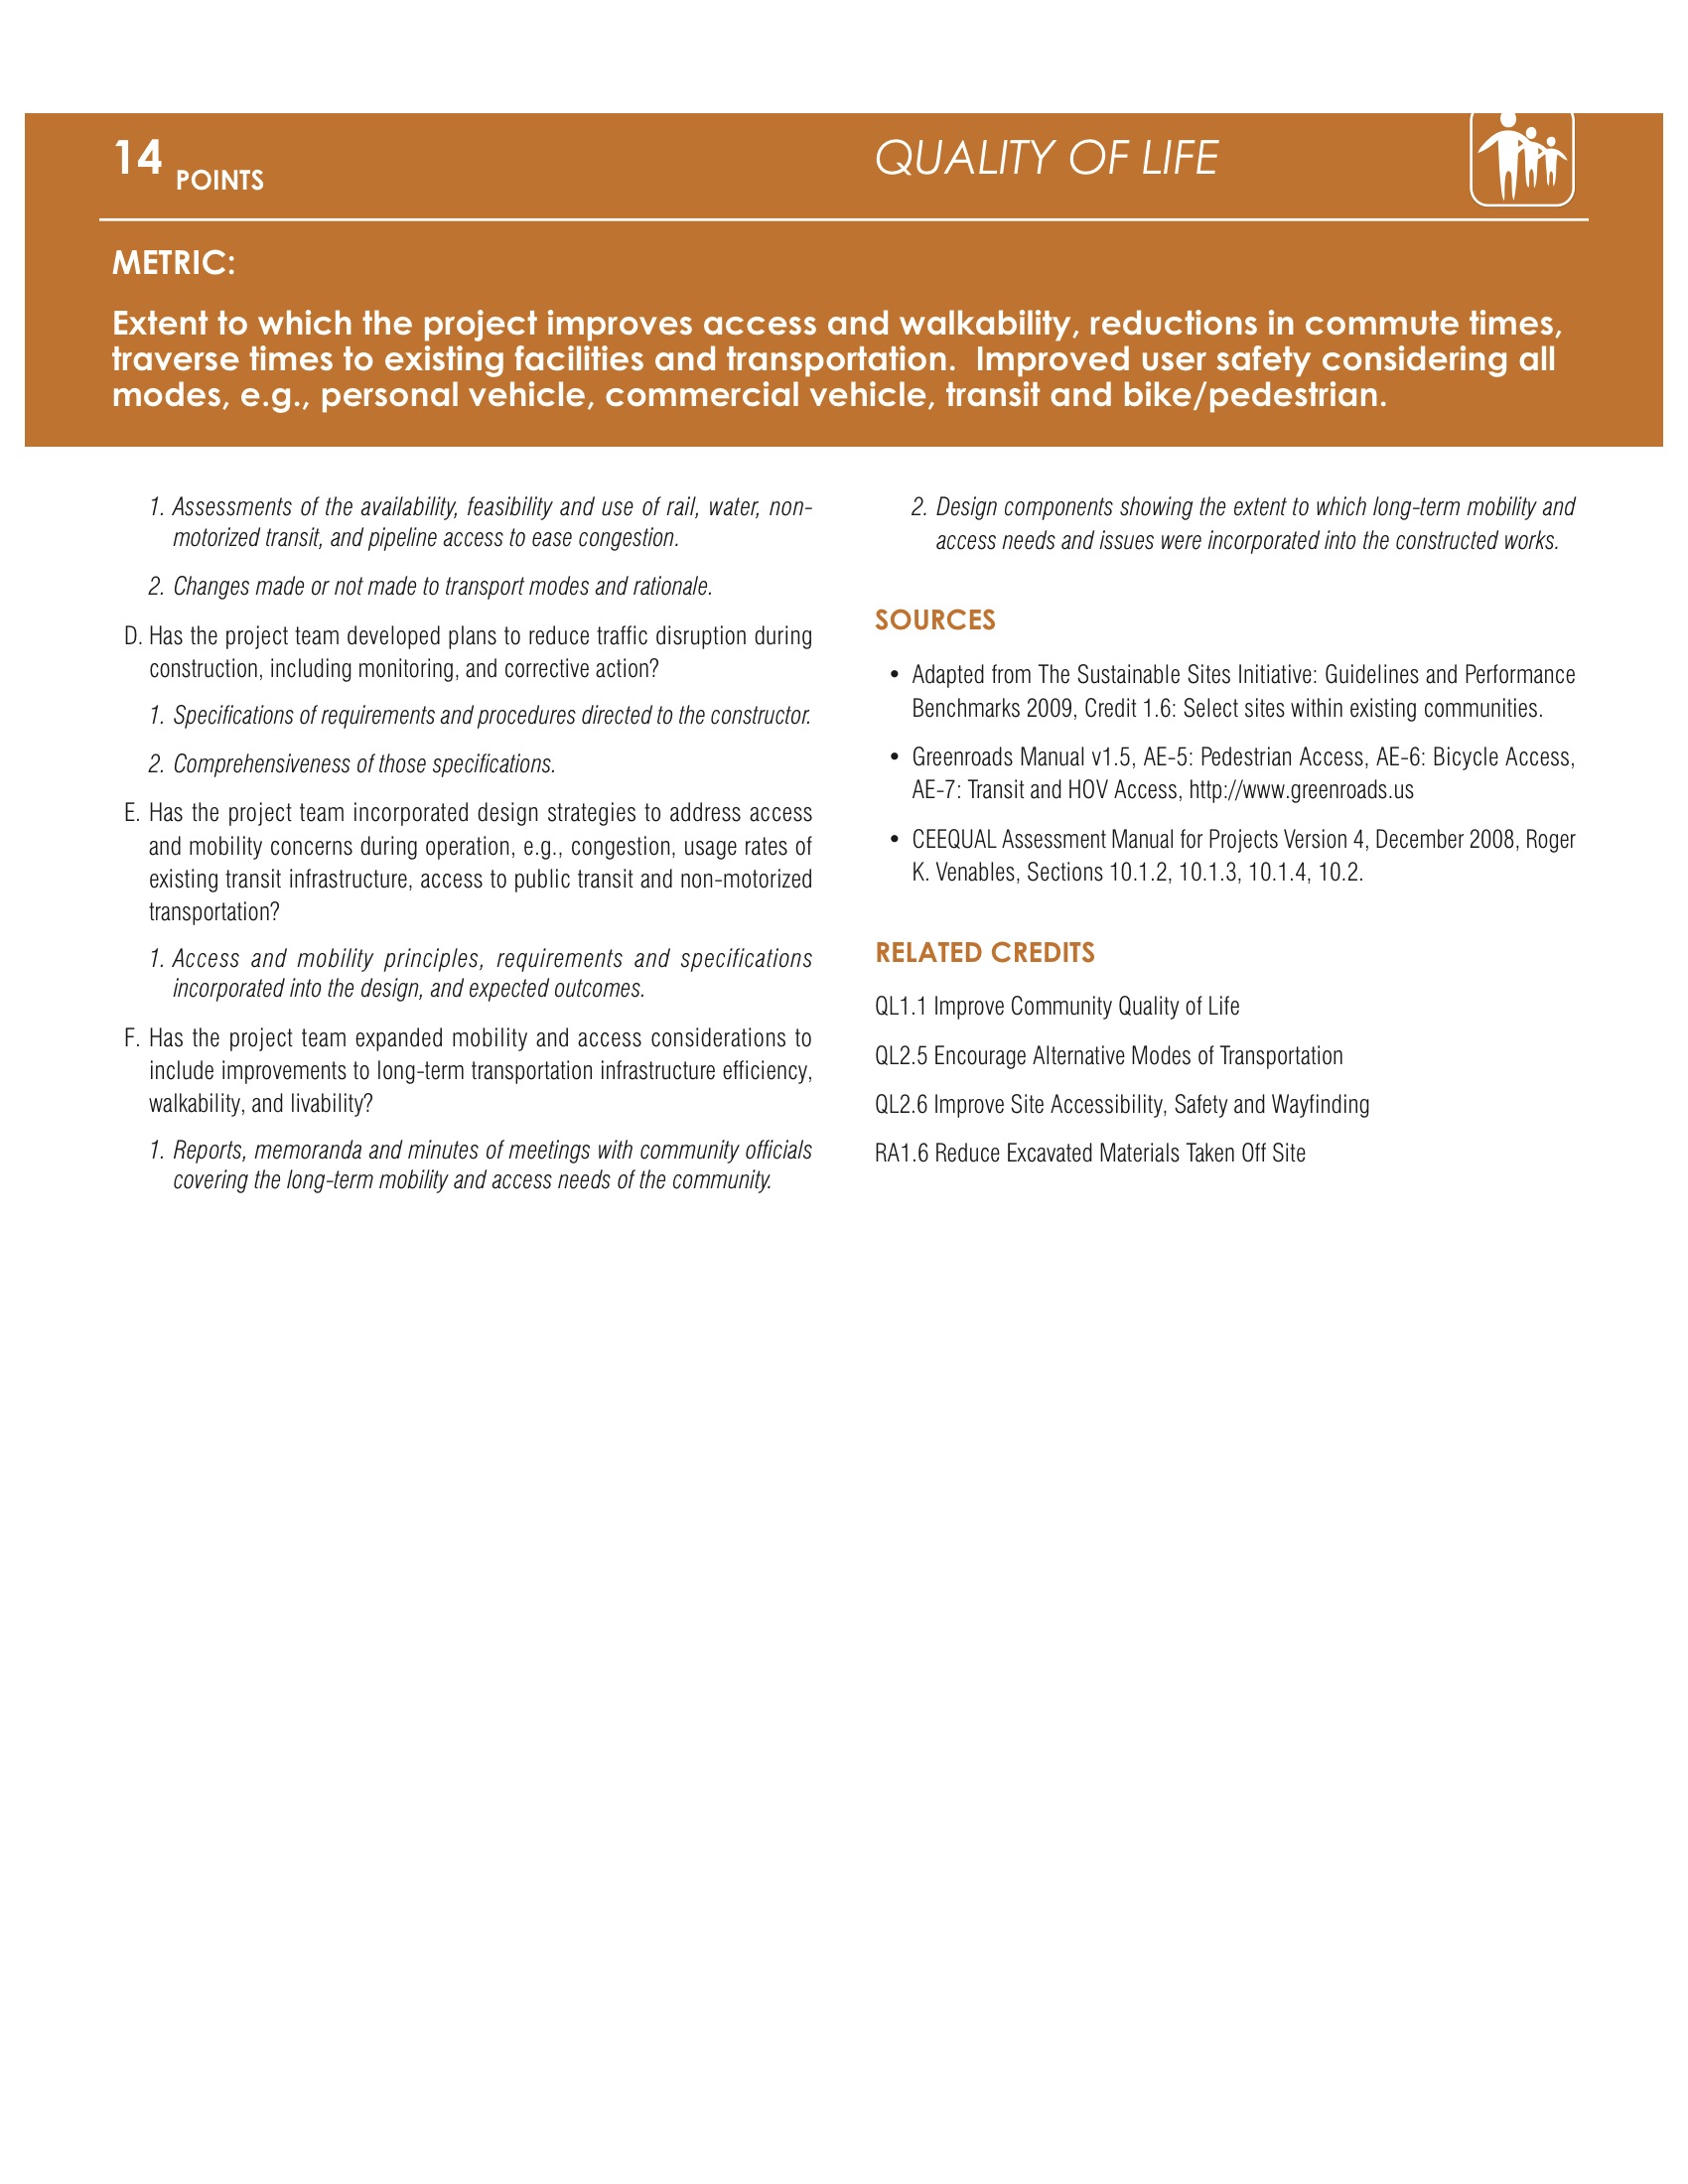 14 POINTS
QUALITY OF LIFE
METRIC:
Extent to which the project improves access and walkability, reductions in commute times,
traverse times to existing facilities and transportation.  Improved user safety considering all
modes, e.g., personal vehicle, commercial vehicle, transit and bike/pedestrian.
1. Assessments of the availability, feasibility and use of rail, water, non-
motorized transit, and pipeline access to ease congestion.
2. Changes made or not made to transport modes and rationale.
D. Has the project team developed plans to reduce traffic disruption during
construction, including monitoring, and corrective action?
1. Specifications of requirements and procedures directed to the constructor.
2. Comprehensiveness of those specifications.
E. Has the project team incorporated design strategies to address access
and mobility concerns during operation, e.g., congestion, usage rates of
existing transit infrastructure, access to public transit and non-motorized
transportation?
1. Access and mobility principles, requirements and specifications
incorporated into the design, and expected outcomes.
F. Has the project team expanded mobility and access considerations to
include improvements to long-term transportation infrastructure efficiency,
walkability, and livability?
1. Reports, memoranda and minutes of meetings with community officials
covering the long-term mobility and access needs of the community.
2. Design components showing the extent to which long-term mobility and
access needs and issues were incorporated into the constructed works.
SOURCES
• Adapted from The Sustainable Sites Initiative: Guidelines and Performance
Benchmarks 2009, Credit 1.6: Select sites within existing communities.
• Greenroads Manual v1.5, AE-5: Pedestrian Access, AE-6: Bicycle Access,
AE-7: Transit and HOV Access, http://www.greenroads.us
• CEEQUAL Assessment Manual for Projects Version 4, December 2008, Roger
K. Venables, Sections 10.1.2, 10.1.3, 10.1.4, 10.2.
RELATED CREDITS
QL1.1 Improve Community Quality of Life
QL2.5 Encourage Alternative Modes of Transportation
QL2.6 Improve Site Accessibility, Safety and Wayfinding
RA1.6 Reduce Excavated Materials Taken Off Site